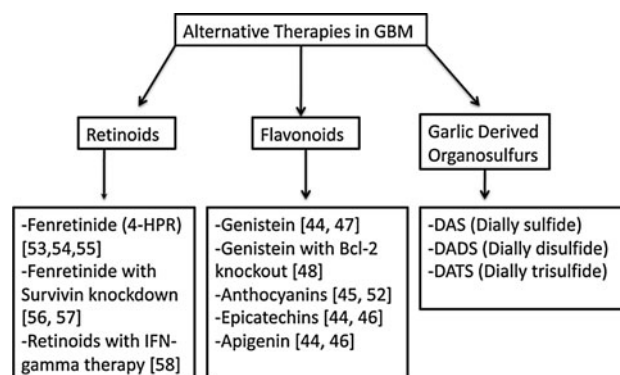 Alternative Therapies in GBM
Retinoids
Flavonoids
Garlic Derived
Organosulfurs
-Fenretinide (4-HPR)
[53,54,55]
-Fenretinide with
Survivin knockdown
[56, 57]
-Retinoids with IFN-
gamma therapy [58]
-Genistein [44, 47]
-Genistein with Bcl-2
knockout [48]
-Anthocyanins [45, 52]
-Epicatechins [44, 46]
-Apigenin [44, 46]
-DAS (Dially sulfide)
-DADS (Dially disulfide)
-DATS (Dially trisulfide)